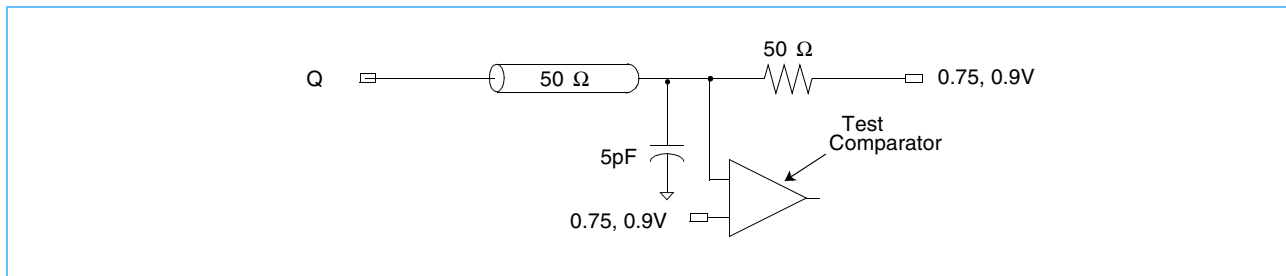 50 Ω
Q
50 Ω
0.75, 0.9V
Test
Comparator
5pF
0.75, 0.9V